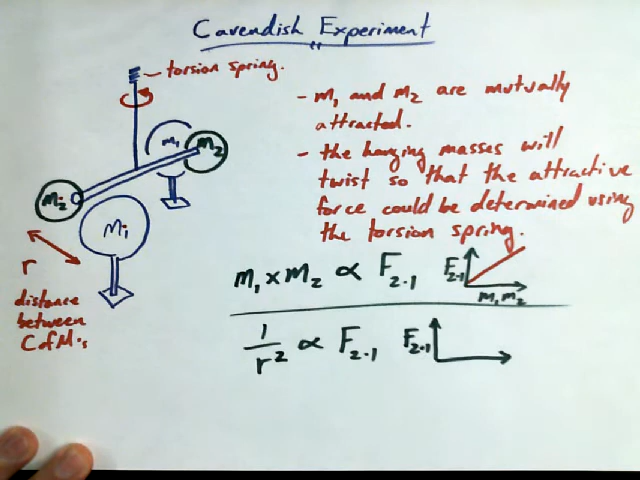 Cavendish Experiment
torsion spring.
- m₁ and m₂ are mutually
attracted.
- the hanging masses will
twist so that the attractive
force could be determined using
the torsion spring.
m₁
m₂
m₂
m₁
r
distance
between
C of M's
m₁ x m₂ ∝ F₂₋₁
F₂₋₁
m₁m₂
1/r² ∝ F₂₋₁
F₂₋₁